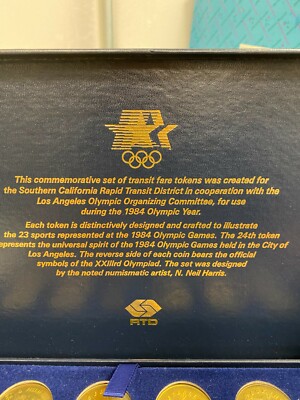 This commemorative set of transit fare tokens was created for
the Southern California Rapid Transit District in cooperation with the
Los Angeles Olympic Organizing Committee, for use
during the 1984 Olympic Year.
Each token is distinctively designed and crafted to illustrate
the 23 sports represented at the 1984 Olympic Games. The 24th token
represents the universal spirit of the 1984 Olympic Games held in the City of
Los Angeles. The reverse side of each coin bears the official
symbols of the XXIIIrd Olympiad. The set was designed
by the noted numismatic artist, N. Neil Harris.
RTD